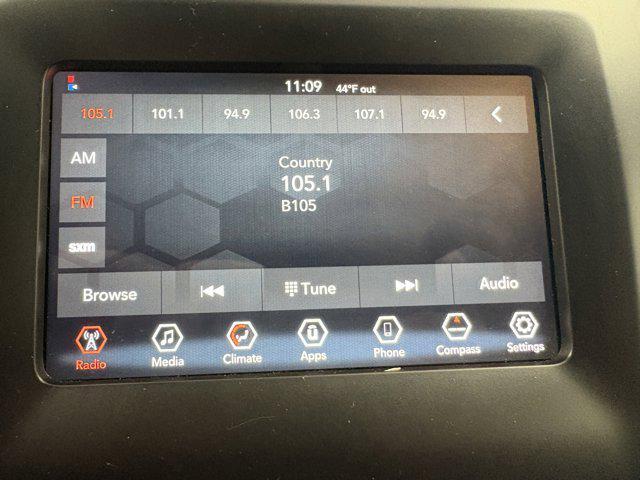 11:09 44°F out
105.1 101.1 94.9 106.3 107.1 94.9
AM
Country
105.1
FM
B105
sxm
Browse Tune Audio
Radio Media Climate Apps Phone Compass Settings